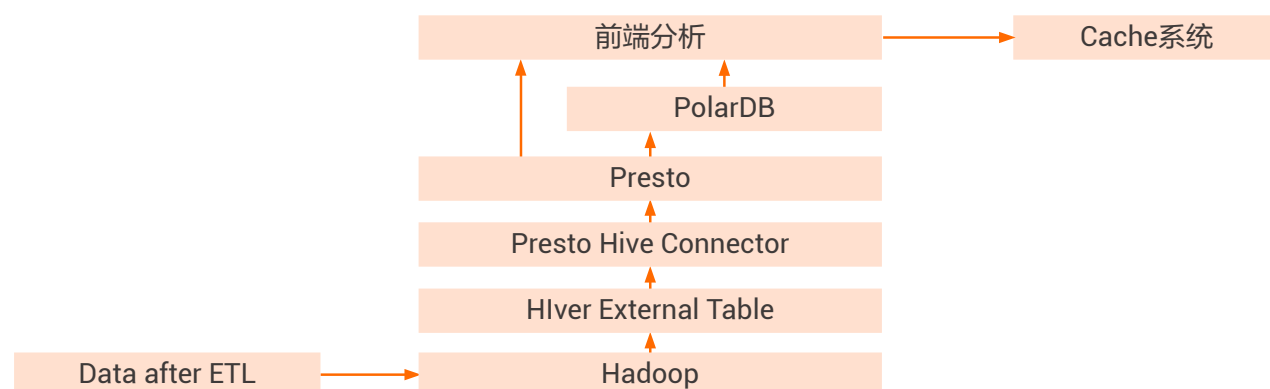 前端分析
Cache系统
PolarDB
Presto
Presto Hive Connector
HIver External Table
Data after ETL
Hadoop